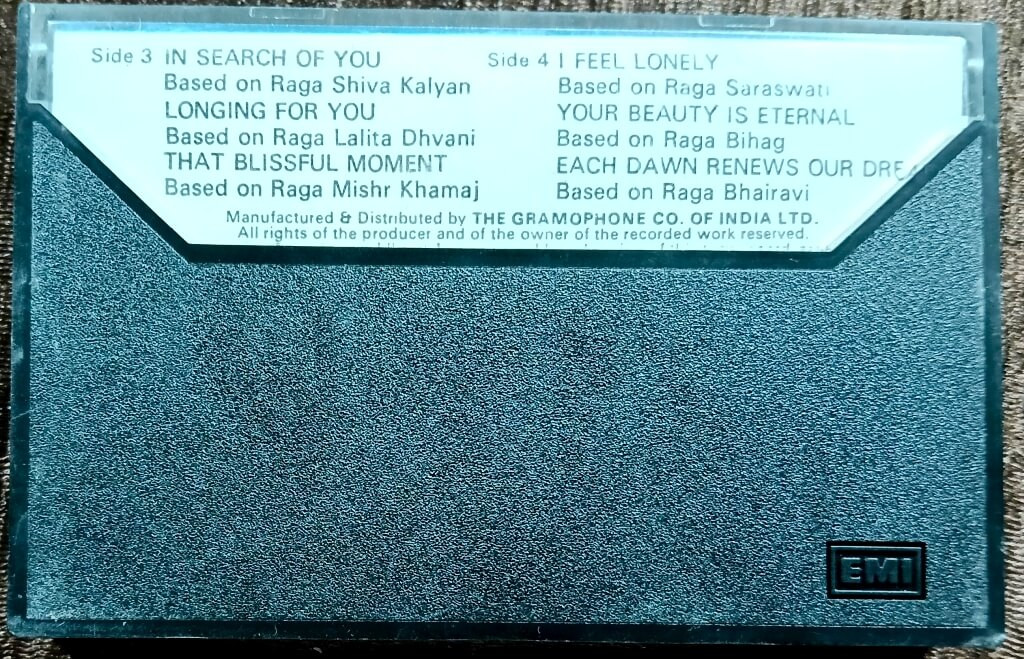 Side 3 IN SEARCH OF YOU
Based on Raga Shiva Kalyan
LONGING FOR YOU
Based on Raga Lalita Dhvani
THAT BLISSFUL MOMENT
Based on Raga Mishr Khamaj
Side 4 I FEEL LONELY
Based on Raga Saraswati
YOUR BEAUTY IS ETERNAL
Based on Raga Bihag
EACH DAWN RENEWS OUR
Based on Raga Bhairavi
Manufactured & Distributed by THE GRAMOPHONE CO. OF INDIA LTD.
All rights of the producer and of the owner of the recorded work reserved.
EMI